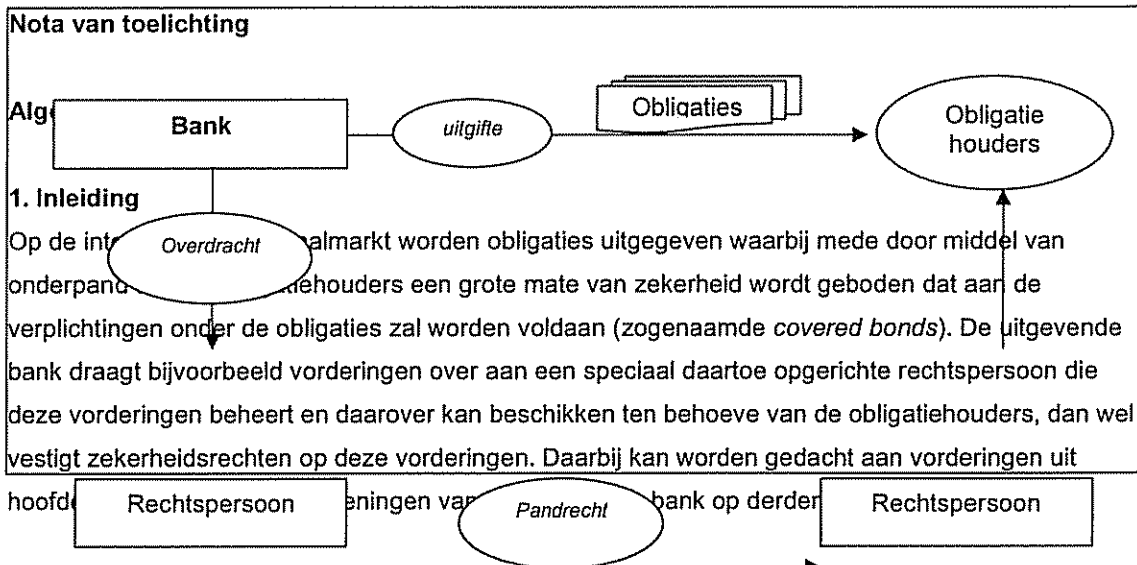 Nota van toelichting
Obligaties
Alg
Bank
uitgifte
Obligatie
houders
1. Inleiding
Op de Overdracht almarkt worden obligaties uitgegeven waarbij mede door middel van
onderpand iehouders een grote mate van zekerheid wordt geboden dat aan de
verplichtingen onder de obligaties zal worden voldaan (zogenaamde covered bonds). De uitgevende
bank draagt bijvoorbeeld vorderingen over aan een speciaal daartoe opgerichte rechtspersoon die
deze vorderingen beheert en daarover kan beschikken ten behoeve van de obligatiehouders, dan wel
vestigt zekerheidsrechten op deze vorderingen. Daarbij kan worden gedacht aan vorderingen uit
hoofd Rechtspersoon eningen va Pandrecht bank op derde Rechtspersoon